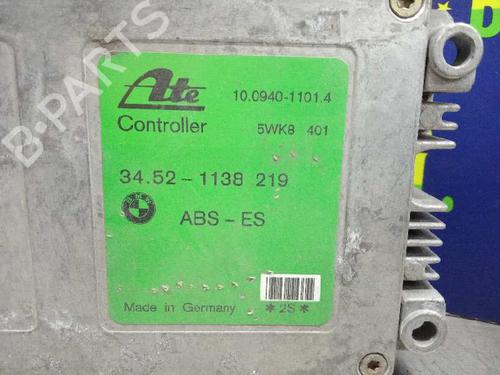 B-PARTS
Ate
10.0940-1101.4
Controller
5WK8 401
34.52-1138 219
BMW
ABS-ES
Made in Germany
*2S*